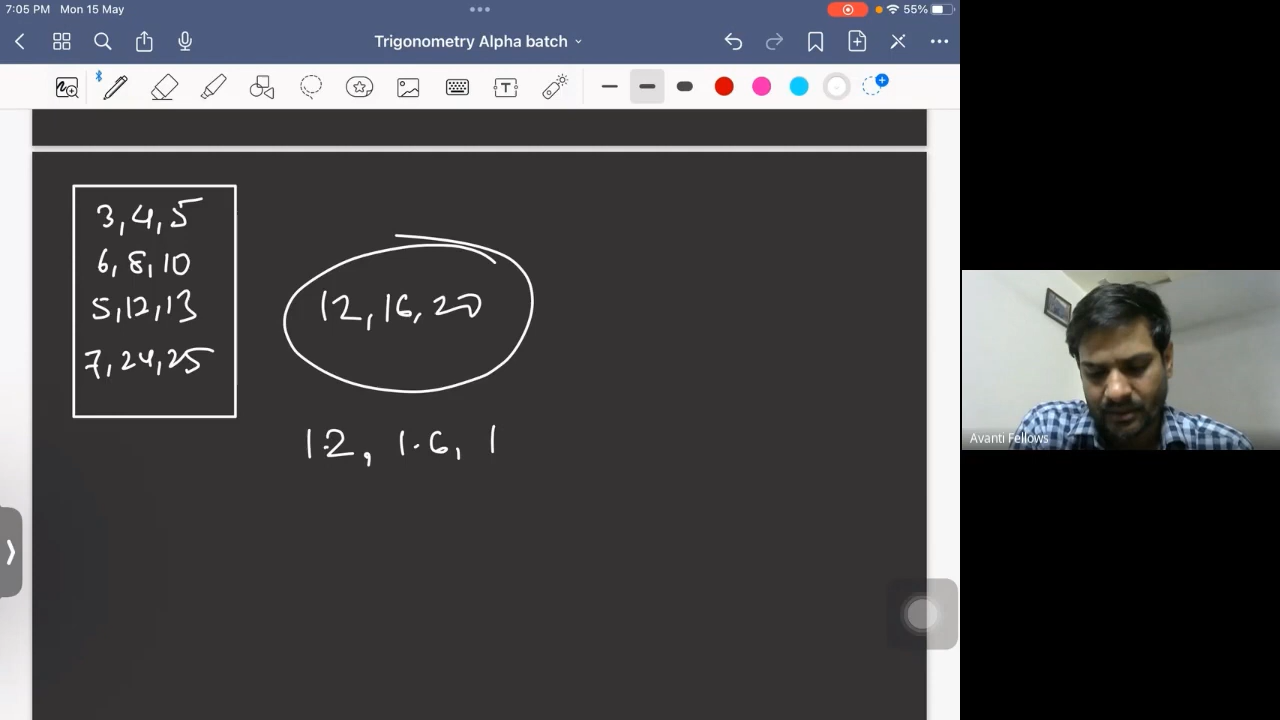 7:05 PM Mon 15 May
55%
Trigonometry Alpha batch
3, 4, 5
6, 8, 10
5, 12, 13
7, 24, 25
12, 16, 20
1.2, 1.6, 1
Avanti Fellows